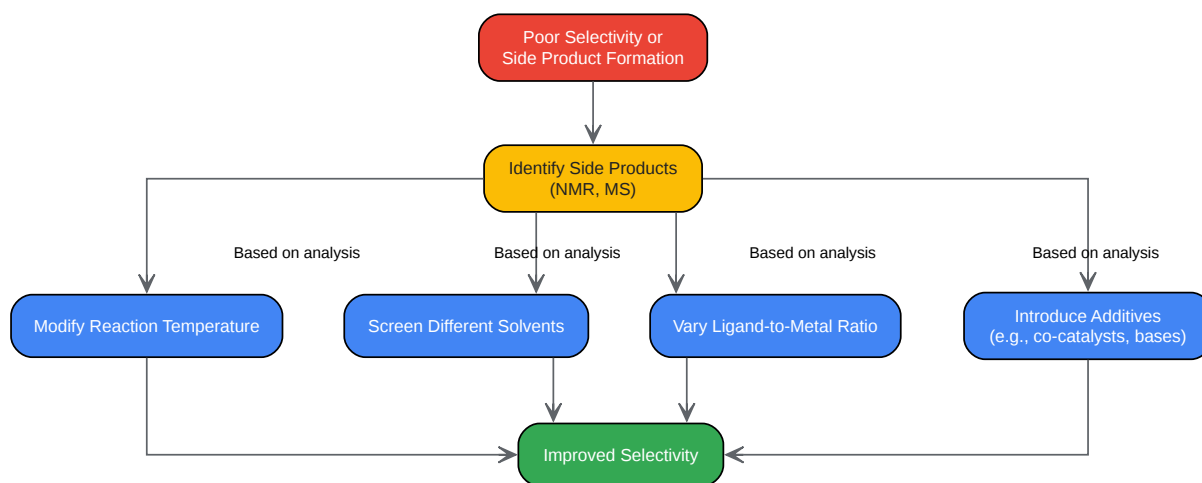 Poor Selectivity or
Side Product Formation
Identify Side Products
(NMR, MS)
Based on analysis
Based on analysis
Based on analysis
Based on analysis
Modify Reaction Temperature
Screen Different Solvents
Vary Ligand-to-Metal Ratio
Introduce Additives
(e.g., co-catalysts, bases)
Improved Selectivity